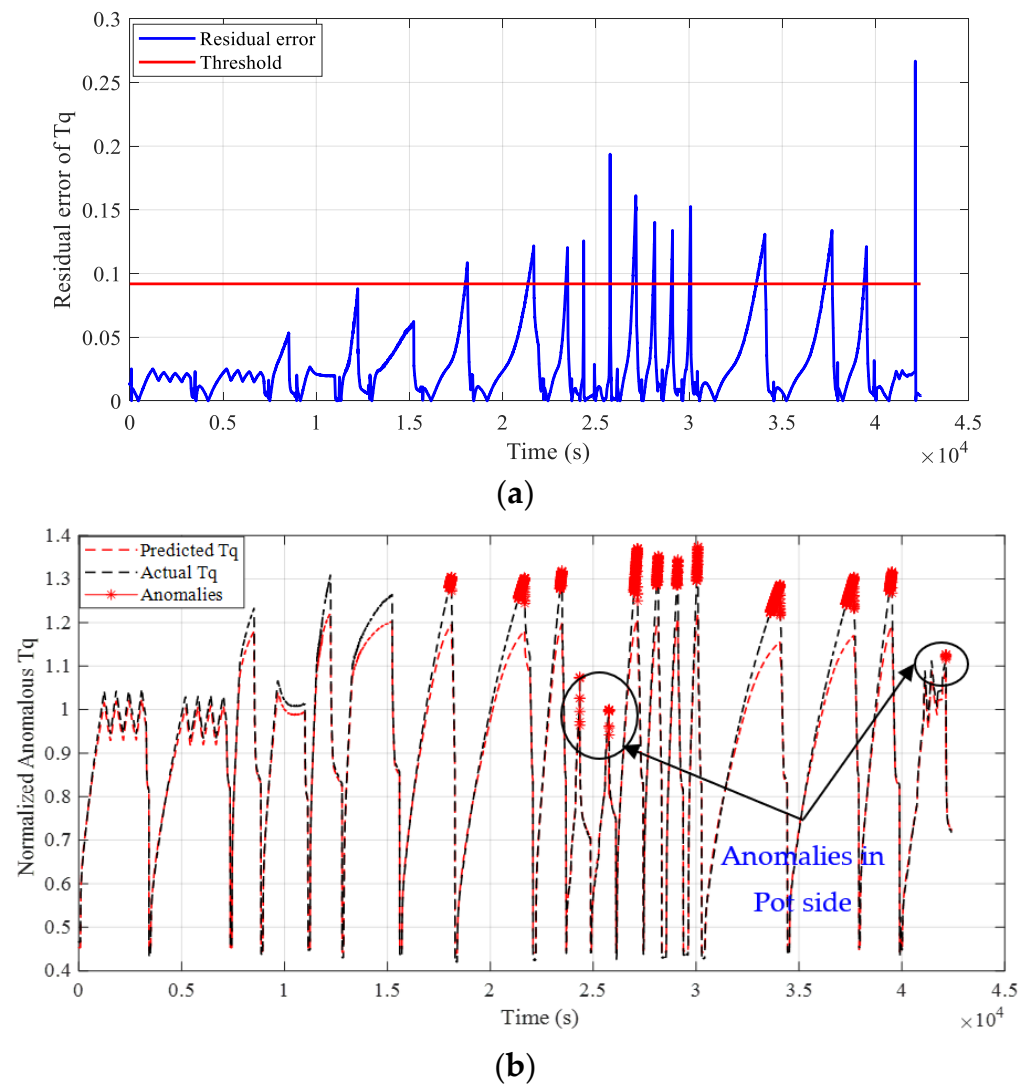 0.3
Residual error
Threshold
0.25
0.2
0.15
0.1
0.05
0
Residual error of Tq
0 0.5 1 1.5 2 2.5 3 3.5 4 4.5
Time (s)
×10⁴
(a)
1.4
Predicted Tq
Actual Tq
Anomalies
1.3
1.2
1.1
1
0.9
0.8
0.7
0.6
0.5
0.4
Normalized Anomalous Tq
Anomalies in
Pot side
0 0.5 1 1.5 2 2.5 3 3.5 4 4.5
Time (s)
×10⁴
(b)